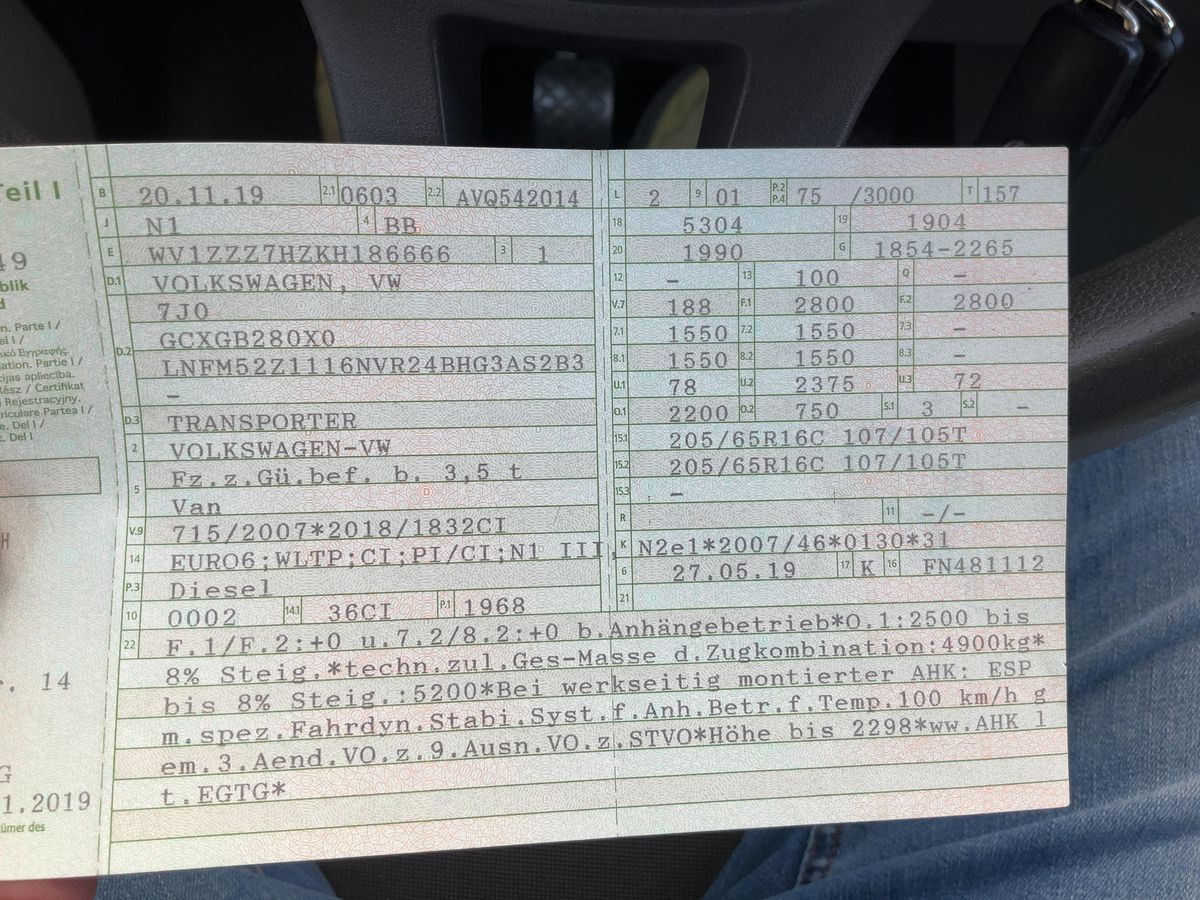 Teil I
B 20.11.19 2.1 0603 2.2 AVQ542014
J N1 4 BB
E WV1ZZZ7HZKH186666 3 1
D.1 VOLKSWAGEN, VW
7J0
D.2 GCXGB280X0
LNFM52Z1116NVR24BHG3AS2B3
–
D.3 TRANSPORTER
2 VOLKSWAGEN-VW
5 Fz.z.Gü.bef. b. 3,5 t
Van
V.9 715/2007*2018/1832CI
14 EURO6;WLTP;CI;PI/CI;N1 III
P.3 Diesel
10 0002 14.1 36CI P.1 1968
L 2 9 01 P.2 P.4 75 /3000 T 157
18 5304 19 1904
20 1990 G 1854-2265
12 – 13 100 Q –
V.7 188 F.1 2800 F.2 2800
7.1 1550 7.2 1550 7.3 –
8.1 1550 8.2 1550 8.3 –
U.1 78 U.2 2375 U.3 72
O.1 2200 O.2 750 S.1 3 S.2 –
15.1 205/65R16C 107/105T
15.2 205/65R16C 107/105T
15.3 –
R 11 –/–
K N2e1*2007/46*0130*31
6 27.05.19 17 K 16 FN481112
21
22 F.1/F.2:+0 u.7.2/8.2:+0 b.Anhängebetrieb*O.1:2500 bis
8% Steig.*techn.zul.Ges-Masse d.Zugkombination:4900kg*
bis 8% Steig.:5200*Bei werkseitig montierter AHK: ESP
m.spez.Fahrdyn.Stabi.Syst.f.Anh.Betr.f.Temp.100 km/h g
em.3.Aend.VO.z.9.Ausn.VO.z.STVO*Höhe bis 2298*ww.AHK l
t.EGTG*
19
blik
d
n. Parte I /
el I /
κό Εγγραφής.
ation. Partie I /
cijas apliecība.
Rész / Certifikat
Rejestracyjny.
riculare Partea I /
e. Del I /
. Del I
H
. 14
G
1.2019
tümer des